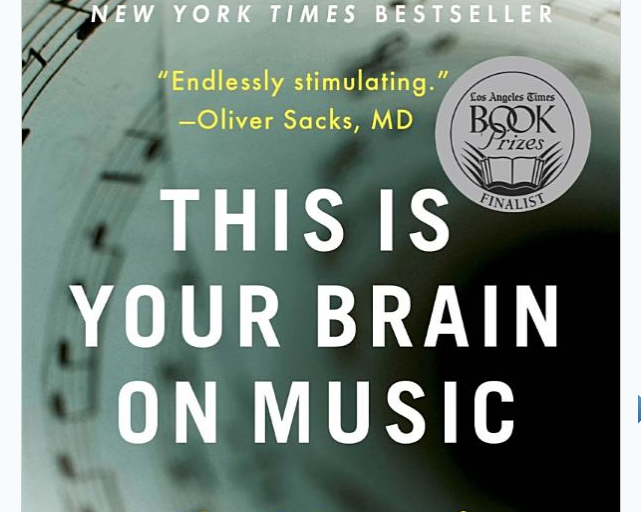 NEW YORK TIMES BESTSELLER
“Endlessly stimulating.”
—Oliver Sacks, MD
Los Angeles Times
BOOK
Prizes
FINALIST
THIS IS
YOUR BRAIN
ON MUSIC